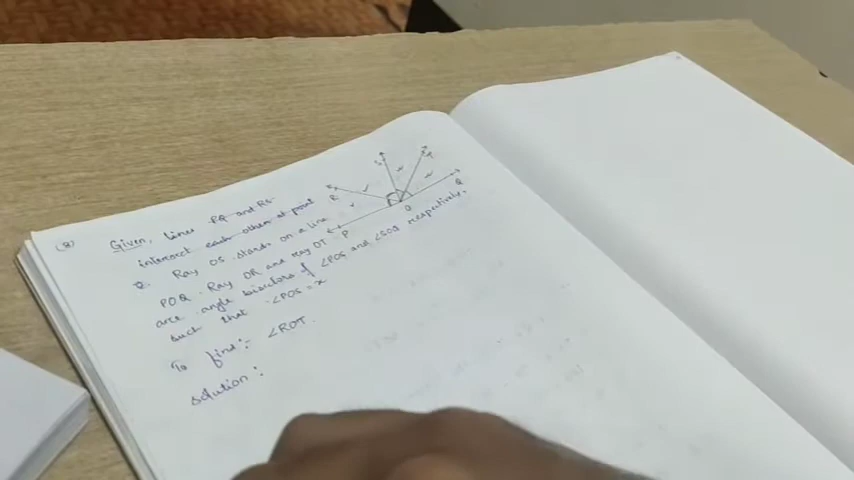 (8) Given, Lines PQ and RS
intersect each other at point
O. Ray OS stands on a line
POQ. Ray OR and ray OT
are angle bisectors of ∠POS and ∠SOQ respectively,
such that ∠POS = x
To find :- ∠ROT.
Solution :
R
S
T
P
O
Q